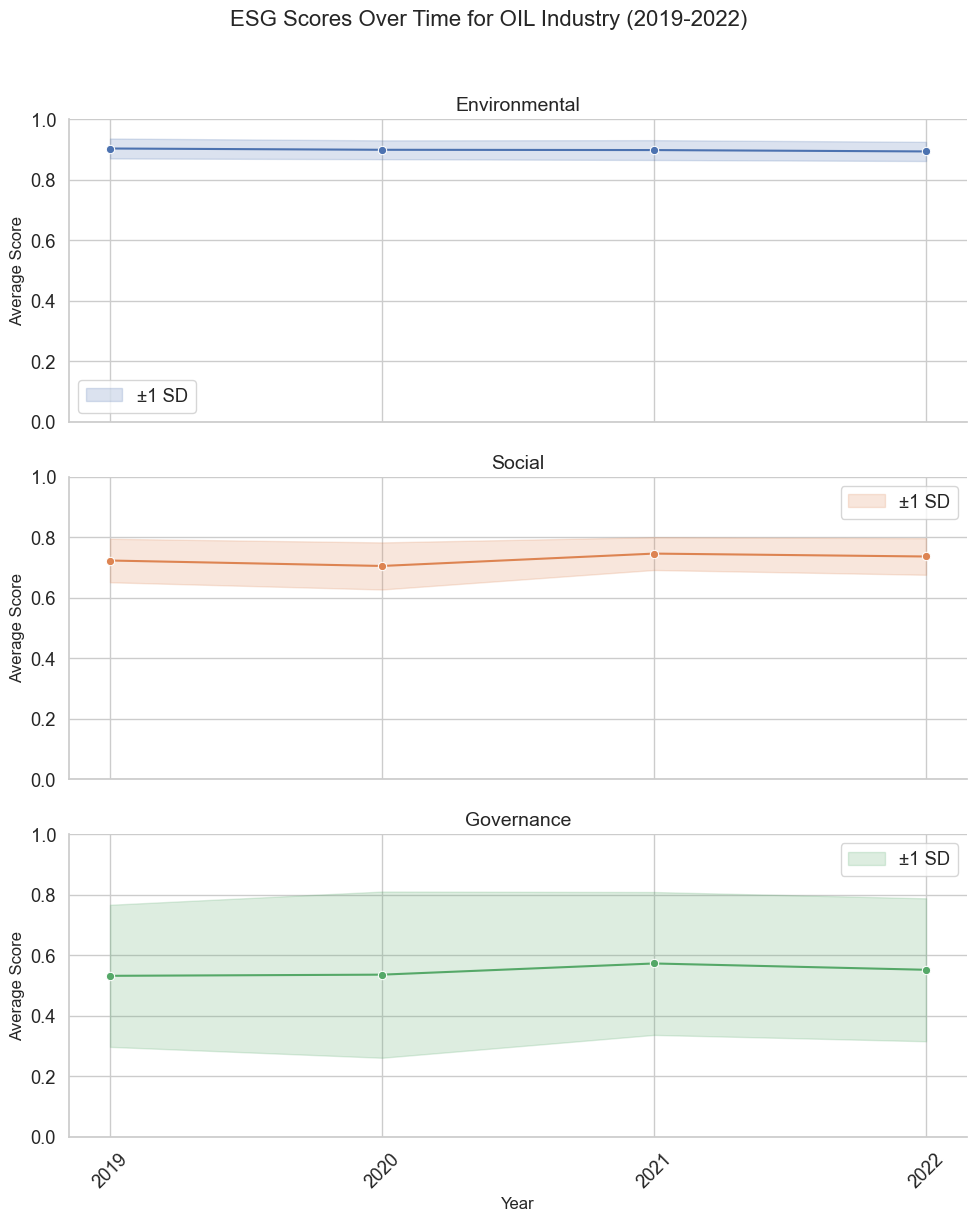 ESG Scores Over Time for OIL Industry (2019-2022)
Environmental
1.0
0.8
0.6
0.4
0.2
0.0
Average Score
±1 SD
Social
1.0
0.8
0.6
0.4
0.2
0.0
Average Score
±1 SD
Governance
1.0
0.8
0.6
0.4
0.2
0.0
Average Score
±1 SD
2019
2020
2021
2022
Year